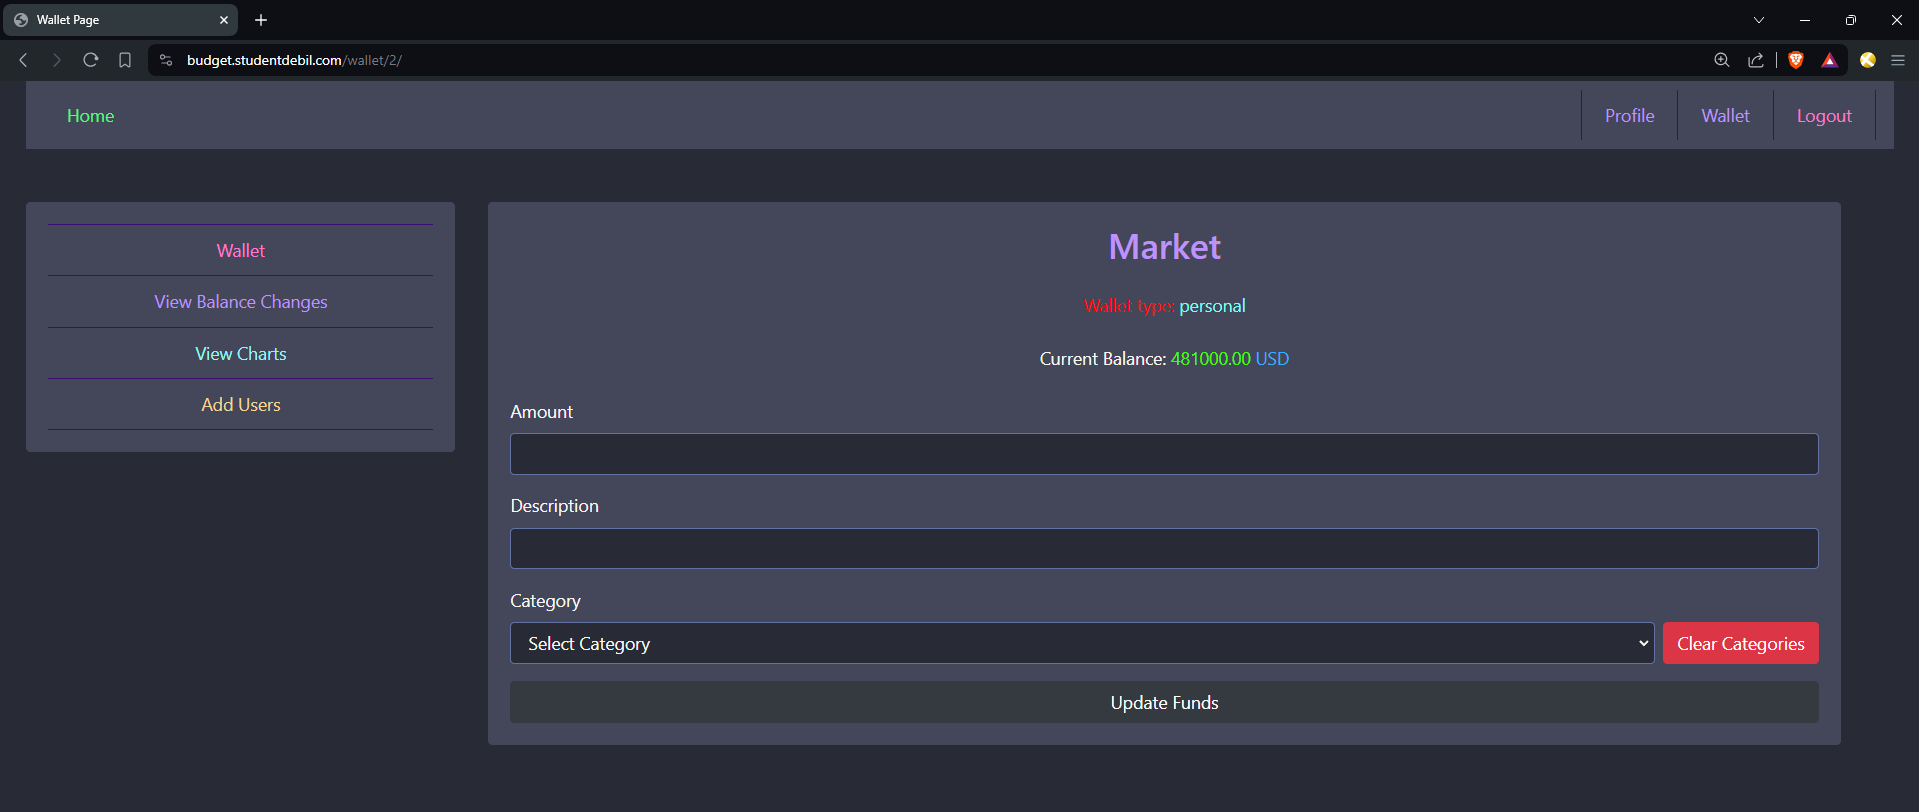 Wallet Page
budget.studentdebil.com/wallet/2/
Home
Profile
Wallet
Logout
Wallet
View Balance Changes
View Charts
Add Users
Market
Wallet type: personal
Current Balance: 481000.00 USD
Amount
Description
Category
Select Category
Clear Categories
Update Funds